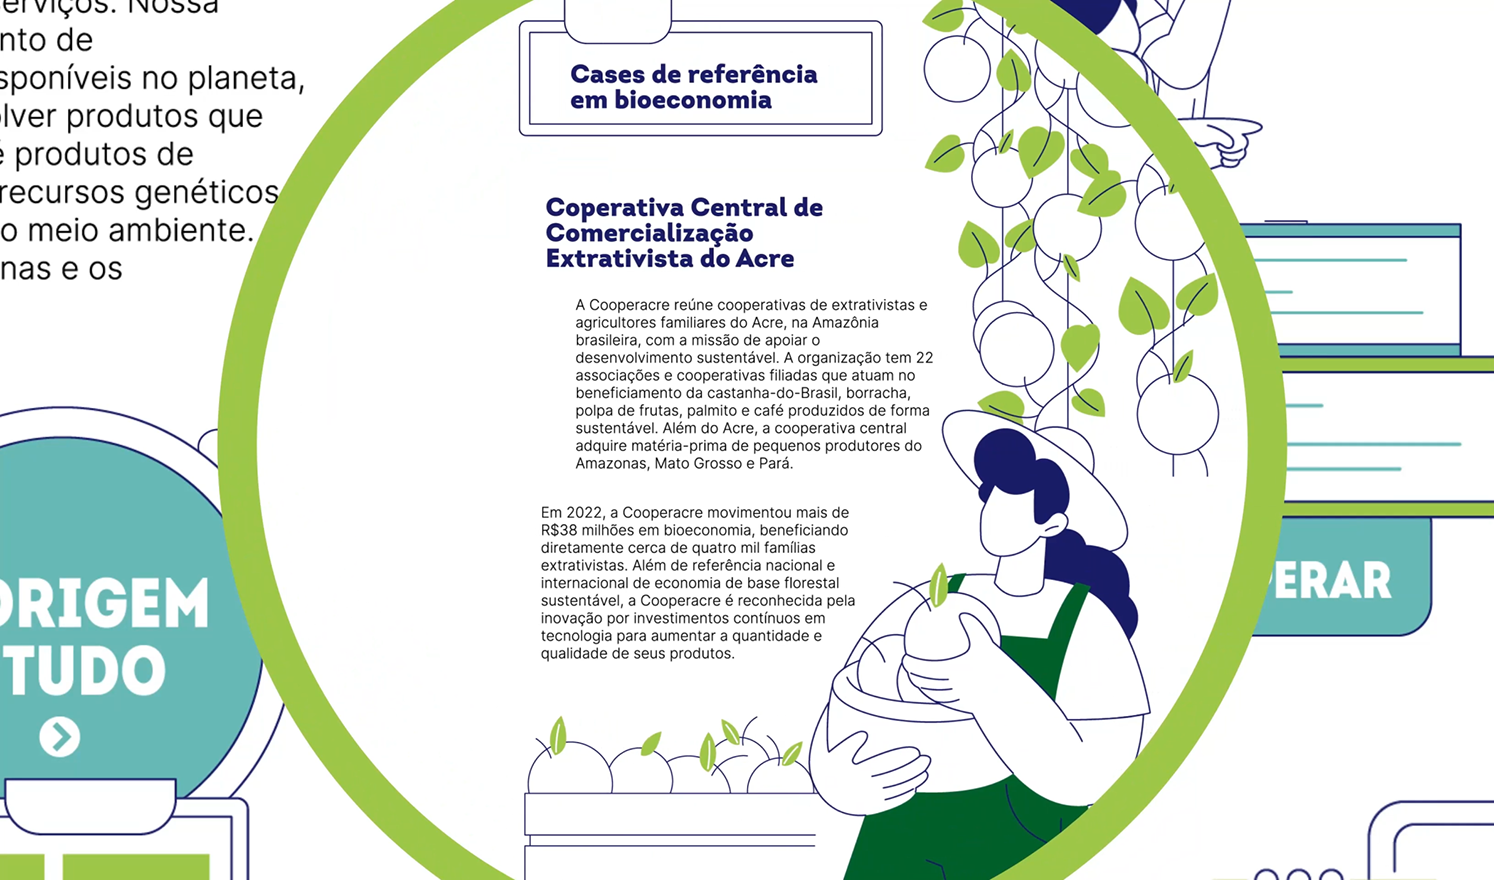 serviços. Nossa
nto de
sponíveis no planeta,
lver produtos que
é produtos de
recursos genéticos
o meio ambiente.
nas e os
Cases de referência
em bioeconomia
Coperativa Central de
Comercialização
Extrativista do Acre
A Cooperacre reúne cooperativas de extrativistas e
agricultores familiares do Acre, na Amazônia
brasileira, com a missão de apoiar o
desenvolvimento sustentável. A organização tem 22
associações e cooperativas filiadas que atuam no
beneficiamento da castanha-do-Brasil, borracha,
polpa de frutas, palmito e café produzidos de forma
sustentável. Além do Acre, a cooperativa central
adquire matéria-prima de pequenos produtores do
Amazonas, Mato Grosso e Pará.
Em 2022, a Cooperacre movimentou mais de
R$38 milhões em bioeconomia, beneficiando
diretamente cerca de quatro mil famílias
extrativistas. Além de referência nacional e
internacional de economia de base florestal
sustentável, a Cooperacre é reconhecida pela
inovação por investimentos contínuos em
tecnologia para aumentar a quantidade e
qualidade de seus produtos.
ORIGEM
TUDO
PERAR